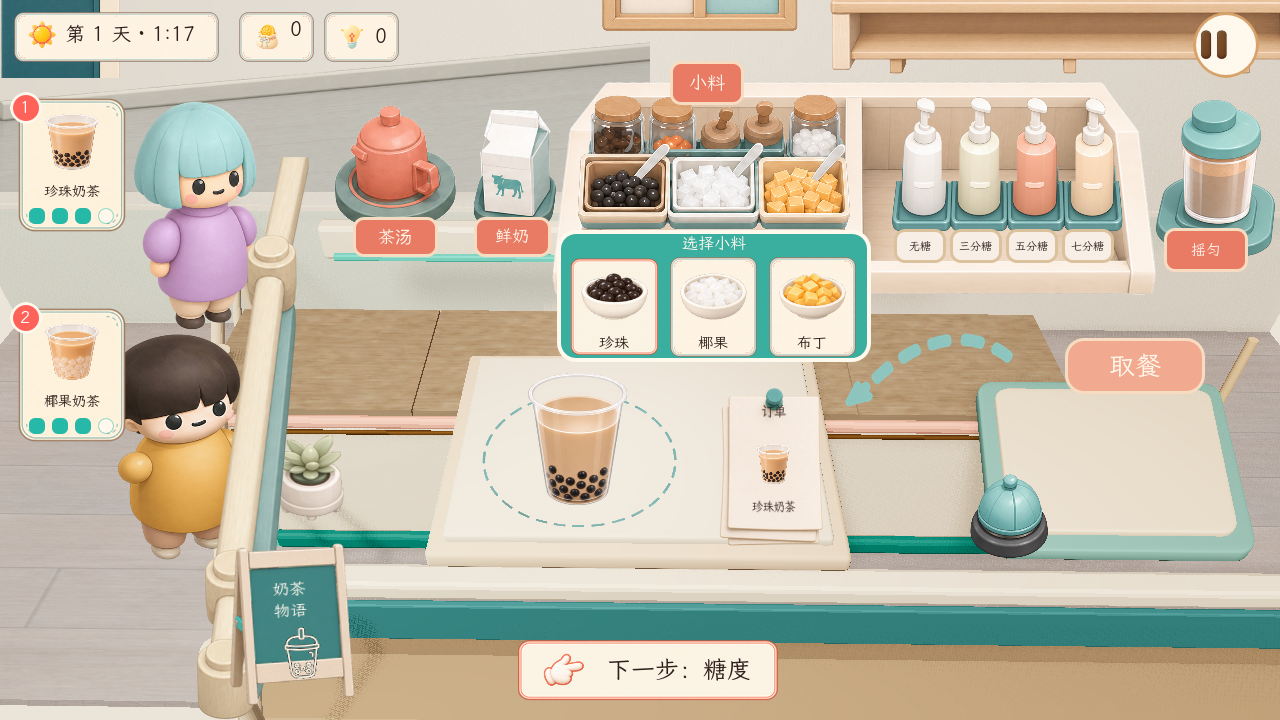 第 1 天·1:17
0
0
小料
1
珍珠奶茶
2
椰果奶茶
茶汤
鲜奶
选择小料
珍珠
椰果
布丁
无糖
三分糖
五分糖
七分糖
摇匀
取餐
订单
珍珠奶茶
奶茶
物语
下一步: 糖度